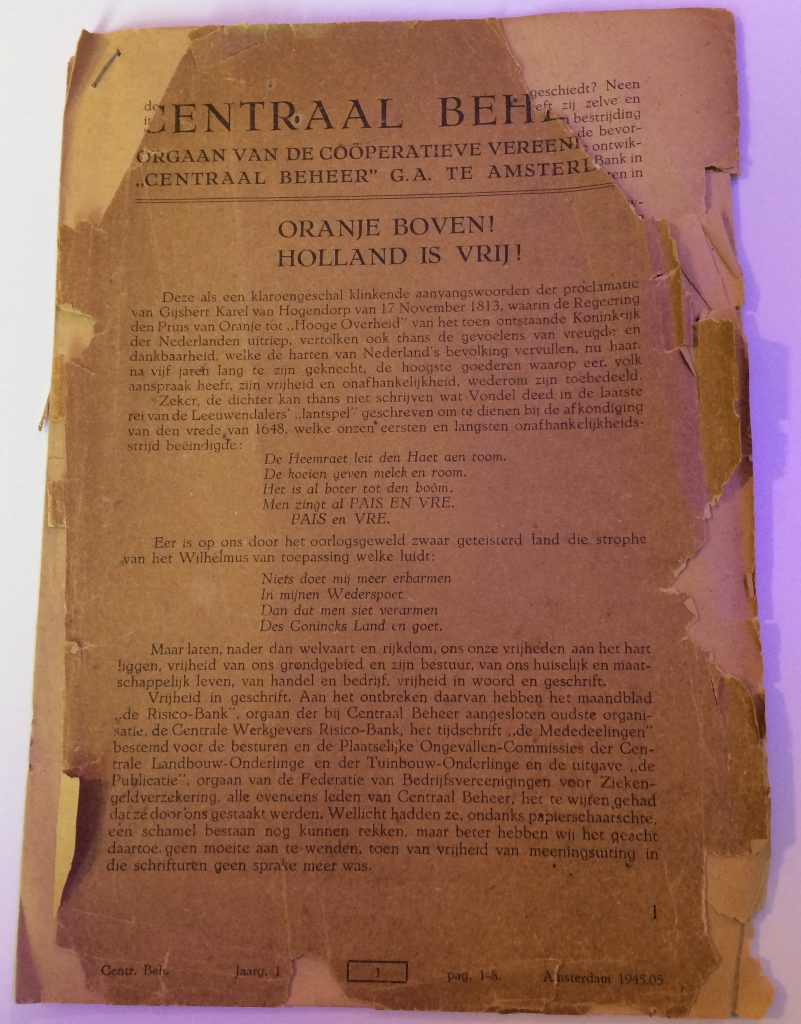 geschiedt? Neen
de
eft zij zelve en
bestrijding
de bevor-
ontwik-
Bank in
en in
CENTRAAL BEHE
ORGAAN VAN DE COÖPERATIEVE VEREENI
„CENTRAAL BEHEER” G.A. TE AMSTERD
ORANJE BOVEN!
HOLLAND IS VRIJ!
Deze als een klaroengeschal klinkende aanvangswoorden der proclamatie
van Gijsbert Karel van Hogendorp van 17 November 1813, waarin de Regeering
den Prins van Oranje tot „Hooge Overheid” van het toen ontstaande Koninkrijk
der Nederlanden uitriep, vertolken ook thans de gevoelens van vreugde en
dankbaarheid, welke de harten van Nederland's bevolking vervullen, nu haar,
na vijf jaren lang te zijn geknecht, de hoogste goederen waarop een volk
aanspraak heeft, zijn vrijheid en onafhankelijkheid, wederom zijn toebedeeld.
Zeker, de dichter kan thans niet schrijven wat Vondel deed in de laatste
rei van de Leeuwendalers' „lantspel” geschreven om te dienen bij de afkondiging
van den vrede van 1648, welke onzen eersten en langsten onafhankelijkheids-
strijd beëindigde:
De Heemraet leit den Haet aen toom.
De koeien geven melck en room.
Het is al boter tot den boôm.
Men zingt al PAIS EN VRE.
PAIS en VRE.
Eer is op ons door het oorlogsgeweld zwaar geteisterd land die strophe
van het Wilhelmus van toepassing welke luidt:
Niets doet mij meer erbarmen
In mijnen Wederspoet
Dan dat men siet verarmen
Des Conincks Land en goet.
Maar laten, nader dan welvaart en rijkdom, ons onze vrijheden aan het hart
liggen, vrijheid van ons grondgebied en zijn bestuur, van ons huiselijk en maat-
schappelijk leven, van handel en bedrijf, vrijheid in woord en geschrift.
Vrijheid in geschrift. Aan het ontbreken daarvan hebben het maandblad
„de Risico-Bank”, orgaan der bij Centraal Beheer aangesloten oudste organi-
satie, de Centrale Werkgevers Risico-Bank, het tijdschrift „de Mededeelingen”
bestemd voor de besturen en de Plaatselijke Ongevallen-Commissies der Cen-
trale Landbouw-Onderlinge en der Tuinbouw-Onderlinge en de uitgave „de
Publicatie”, orgaan van de Federatie van Bedrijfsvereenigingen voor Zieken-
geldverzekering, alle eveneens leden van Centraal Beheer, het te wijten gehad
dat ze door ons gestaakt werden. Wellicht hadden ze, ondanks papierschaarschte,
een schamel bestaan nog kunnen rekken, maar beter hebben wij het geacht
daartoe geen moeite aan te wenden, toen van vrijheid van meeningsuiting in
die schrifturen geen sprake meer was.
1
Centr. Beh. Jaarg. 1 1 pag. 1-8. Amsterdam 1945.05